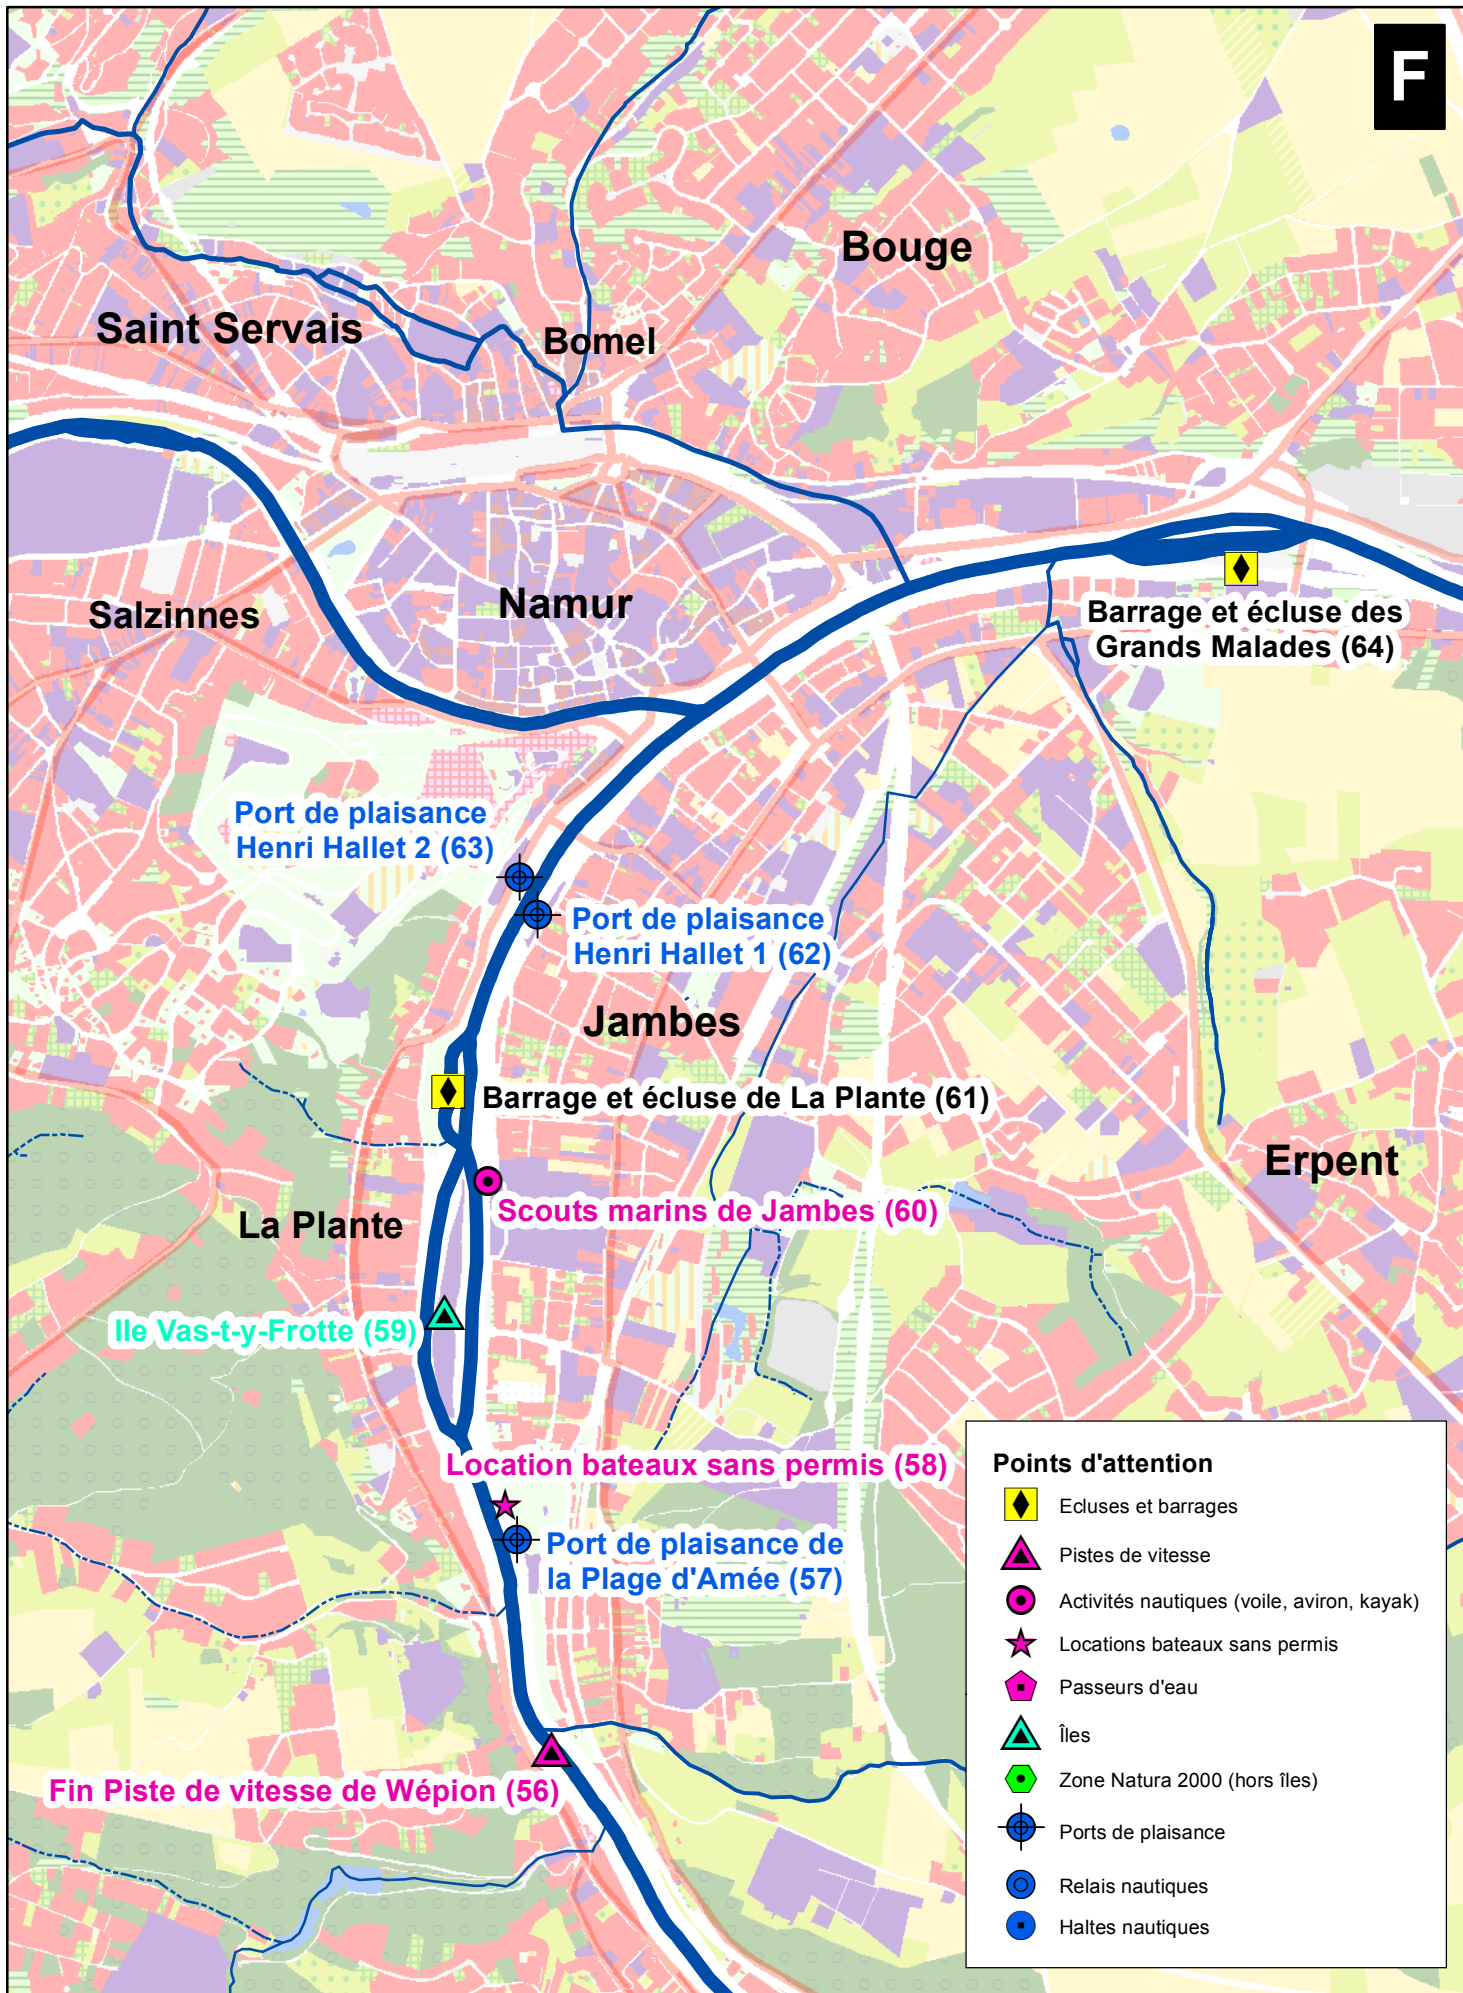 F
Bouge
Saint Servais
Bomel
Salzinnes
Namur
Barrage et écluse des
Grands Malades (64)
Port de plaisance
Henri Hallet 2 (63)
Port de plaisance
Henri Hallet 1 (62)
Jambes
Barrage et écluse de La Plante (61)
Erpent
Scouts marins de Jambes (60)
La Plante
Ile Vas-t-y-Frotte (59)
Location bateaux sans permis (58)
Port de plaisance de
la Plage d'Amée (57)
Fin Piste de vitesse de Wépion (56)
Points d'attention
Ecluses et barrages
Pistes de vitesse
Activités nautiques (voile, aviron, kayak)
Locations bateaux sans permis
Passeurs d'eau
Îles
Zone Natura 2000 (hors îles)
Ports de plaisance
Relais nautiques
Haltes nautiques